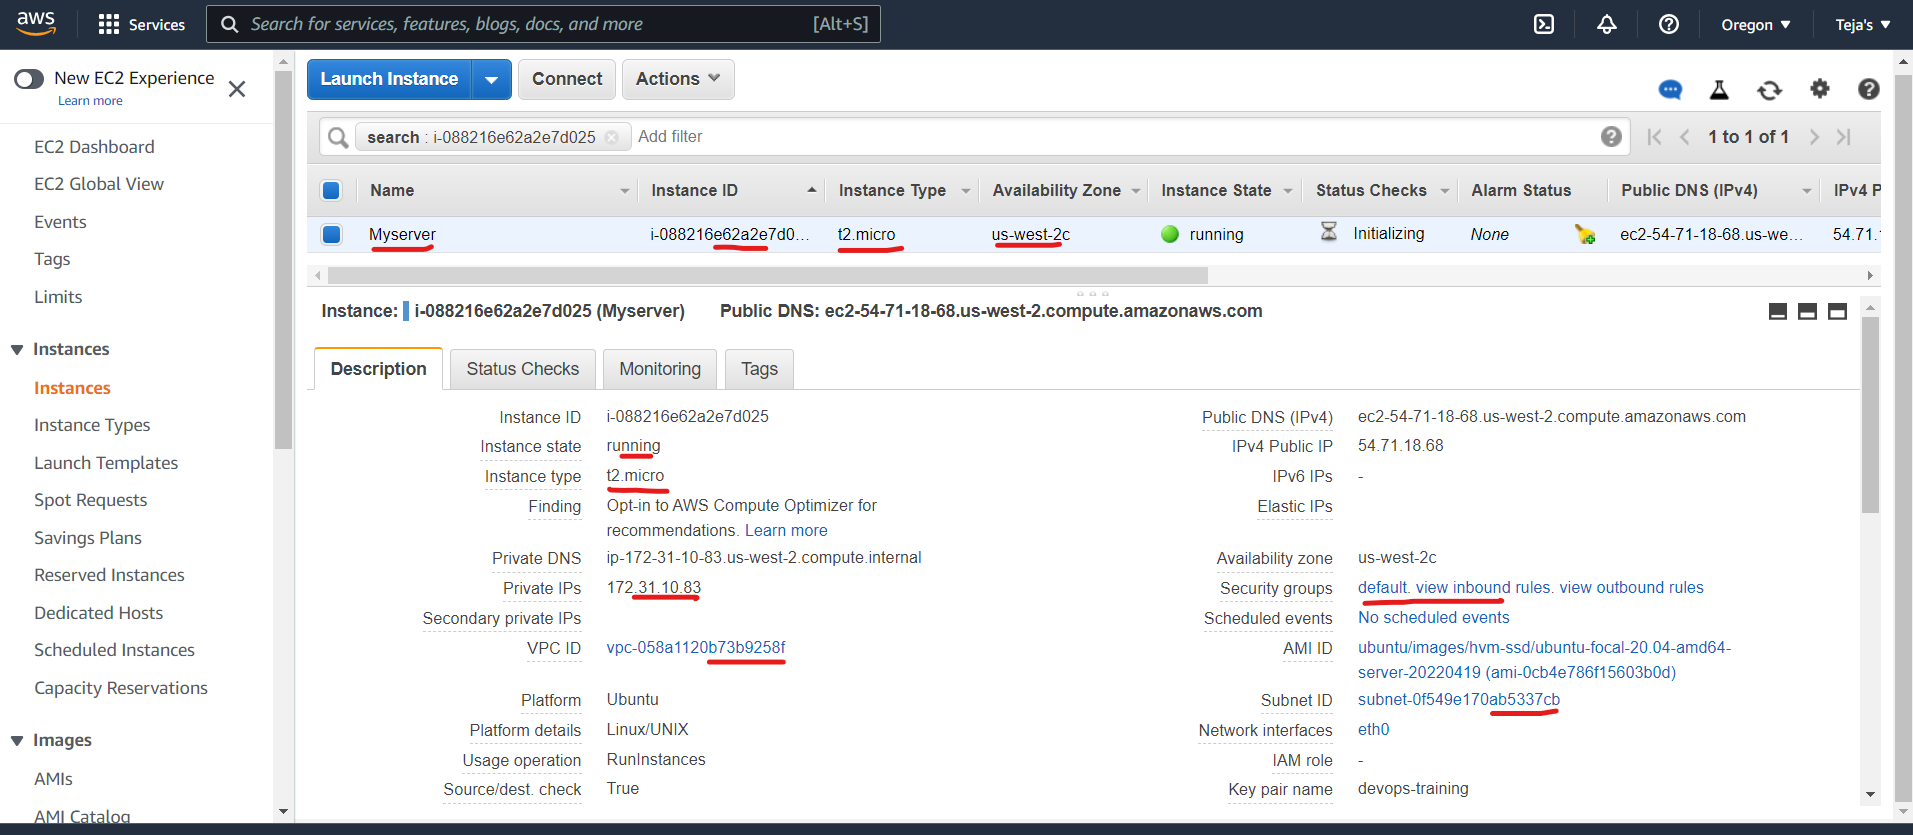 aws
Services
Search for services, features, blogs, docs, and more
[Alt+S]
Oregon
Teja's
New EC2 Experience
Learn more
EC2 Dashboard
EC2 Global View
Events
Tags
Limits
Instances
Instances
Instance Types
Launch Templates
Spot Requests
Savings Plans
Reserved Instances
Dedicated Hosts
Scheduled Instances
Capacity Reservations
Images
AMIs
AMI Catalog
Launch Instance
Connect
Actions
search : i-088216e62a2e7d025
Add filter
1 to 1 of 1
Name Instance ID Instance Type Availability Zone Instance State Status Checks Alarm Status Public DNS (IPv4) IPv4 P
Myserver i-088216e62a2e7d0... t2.micro us-west-2c running Initializing None ec2-54-71-18-68.us-we... 54.71.
Instance: i-088216e62a2e7d025 (Myserver) Public DNS: ec2-54-71-18-68.us-west-2.compute.amazonaws.com
Description Status Checks Monitoring Tags
Instance ID i-088216e62a2e7d025
Instance state running
Instance type t2.micro
Finding Opt-in to AWS Compute Optimizer for
recommendations. Learn more
Private DNS ip-172-31-10-83.us-west-2.compute.internal
Private IPs 172.31.10.83
Secondary private IPs
VPC ID vpc-058a1120b73b9258f
Platform Ubuntu
Platform details Linux/UNIX
Usage operation RunInstances
Source/dest. check True
Public DNS (IPv4) ec2-54-71-18-68.us-west-2.compute.amazonaws.com
IPv4 Public IP 54.71.18.68
IPv6 IPs -
Elastic IPs
Availability zone us-west-2c
Security groups default. view inbound rules. view outbound rules
Scheduled events No scheduled events
AMI ID ubuntu/images/hvm-ssd/ubuntu-focal-20.04-amd64-
server-20220419 (ami-0cb4e786f15603b0d)
Subnet ID subnet-0f549e170ab5337cb
Network interfaces eth0
IAM role -
Key pair name devops-training